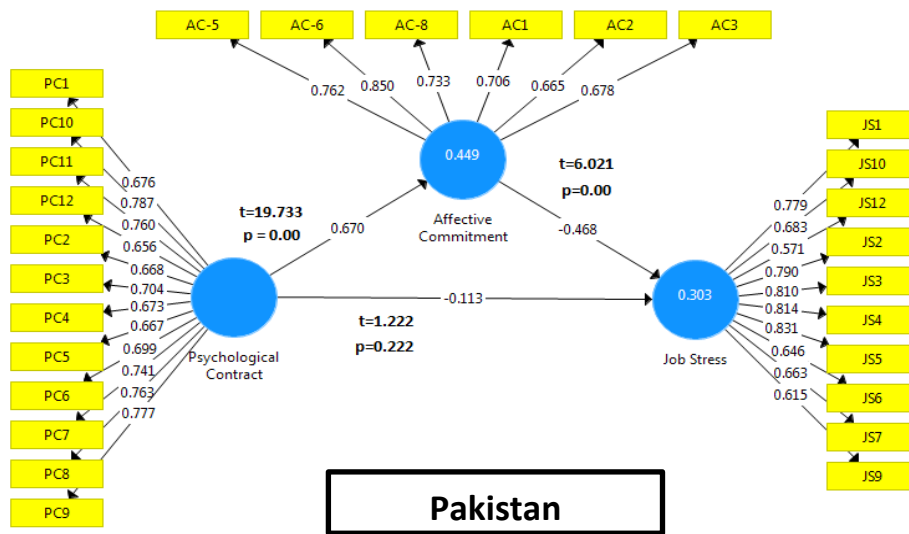 AC-5
AC-6
AC-8
AC1
AC2
AC3
0.762
0.850
0.733
0.706
0.665
0.678
PC1
PC10
PC11
PC12
PC2
PC3
PC4
PC5
PC6
PC7
PC8
PC9
0.676
0.787
0.760
0.656
0.668
0.704
0.673
0.667
0.699
0.741
0.763
0.777
Psychological
Contract
t=19.733
p = 0.00
0.670
0.449
Affective
Commitment
t=6.021
p=0.00
-0.468
-0.113
t=1.222
p=0.222
0.303
Job Stress
0.779
0.683
0.571
0.790
0.810
0.814
0.831
0.646
0.663
0.615
JS1
JS10
JS12
JS2
JS3
JS4
JS5
JS6
JS7
JS9
Pakistan